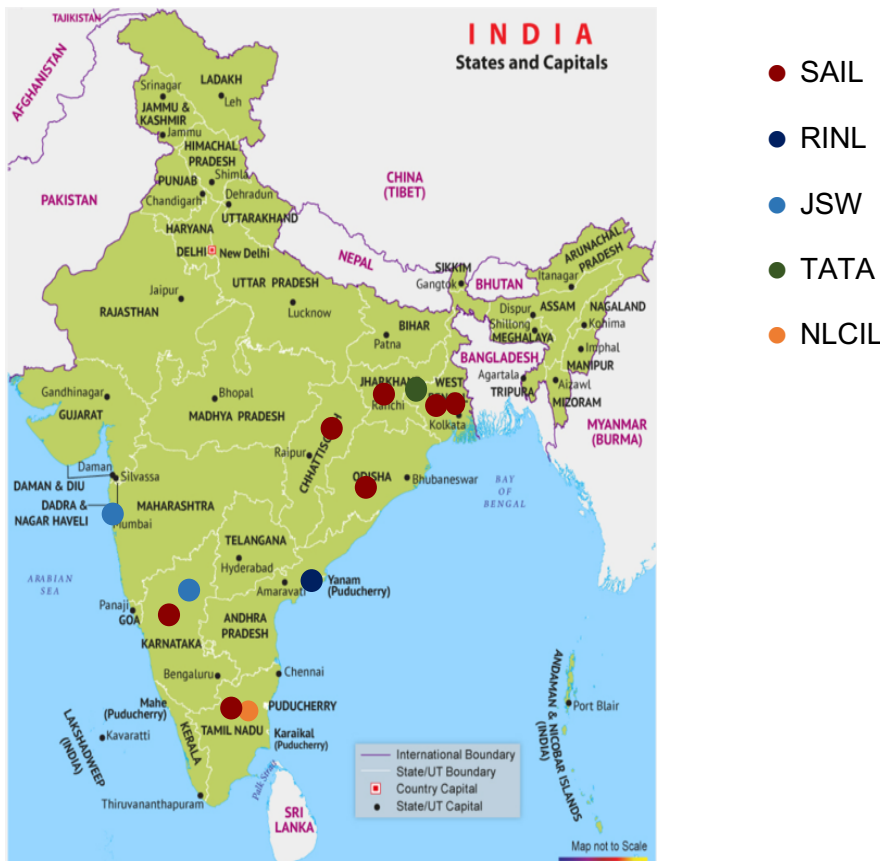 INDIA
States and Capitals
TAJIKISTAN
AFGHANISTAN
PAKISTAN
CHINA
(TIBET)
NEPAL
BHUTAN
BANGLADESH
MYANMAR
(BURMA)
SRI
LANKA
LADAKH
Srinagar
Leh
JAMMU &
KASHMIR
Jammu
HIMACHAL
PRADESH
Shimla
PUNJAB
Chandigarh
Dehradun
UTTARAKHAND
HARYANA
DELHI
New Delhi
UTTAR PRADESH
Lucknow
Jaipur
RAJASTHAN
BIHAR
Patna
SIKKIM
Gangtok
ARUNACHAL
PRADESH
Itanagar
ASSAM
Dispur
NAGALAND
Kohima
Shillong
MEGHALAYA
Imphal
MANIPUR
Agartala
TRIPURA
Aizawl
MIZORAM
Gandhinagar
GUJARAT
Bhopal
MADHYA PRADESH
Ranchi
WEST
Kolkata
Raipur
CHHATTISGARH
ODISHA
Bhubaneswar
Daman
Silvassa
DAMAN & DIU
DADRA &
NAGAR HAVELI
MAHARASHTRA
Mumbai
TELANGANA
Hyderabad
Amaravati
Yanam
(Puducherry)
ANDHRA
PRADESH
Panaji
GOA
KARNATAKA
Bengaluru
Chennai
Mahe
(Puducherry)
PUDUCHERRY
TAMIL NADU
Karaikal
(Puducherry)
KERALA
Thiruvananthapuram
LAKSHADWEEP
(INDIA)
Kavaratti
ARABIAN
SEA
BAY
OF
BENGAL
Palk Strait
ANDAMAN & NICOBAR ISLANDS
(INDIA)
Port Blair
International Boundary
State/UT Boundary
Country Capital
State/UT Capital
Map not to Scale
SAIL
RINL
JSW
TATA
NLCIL